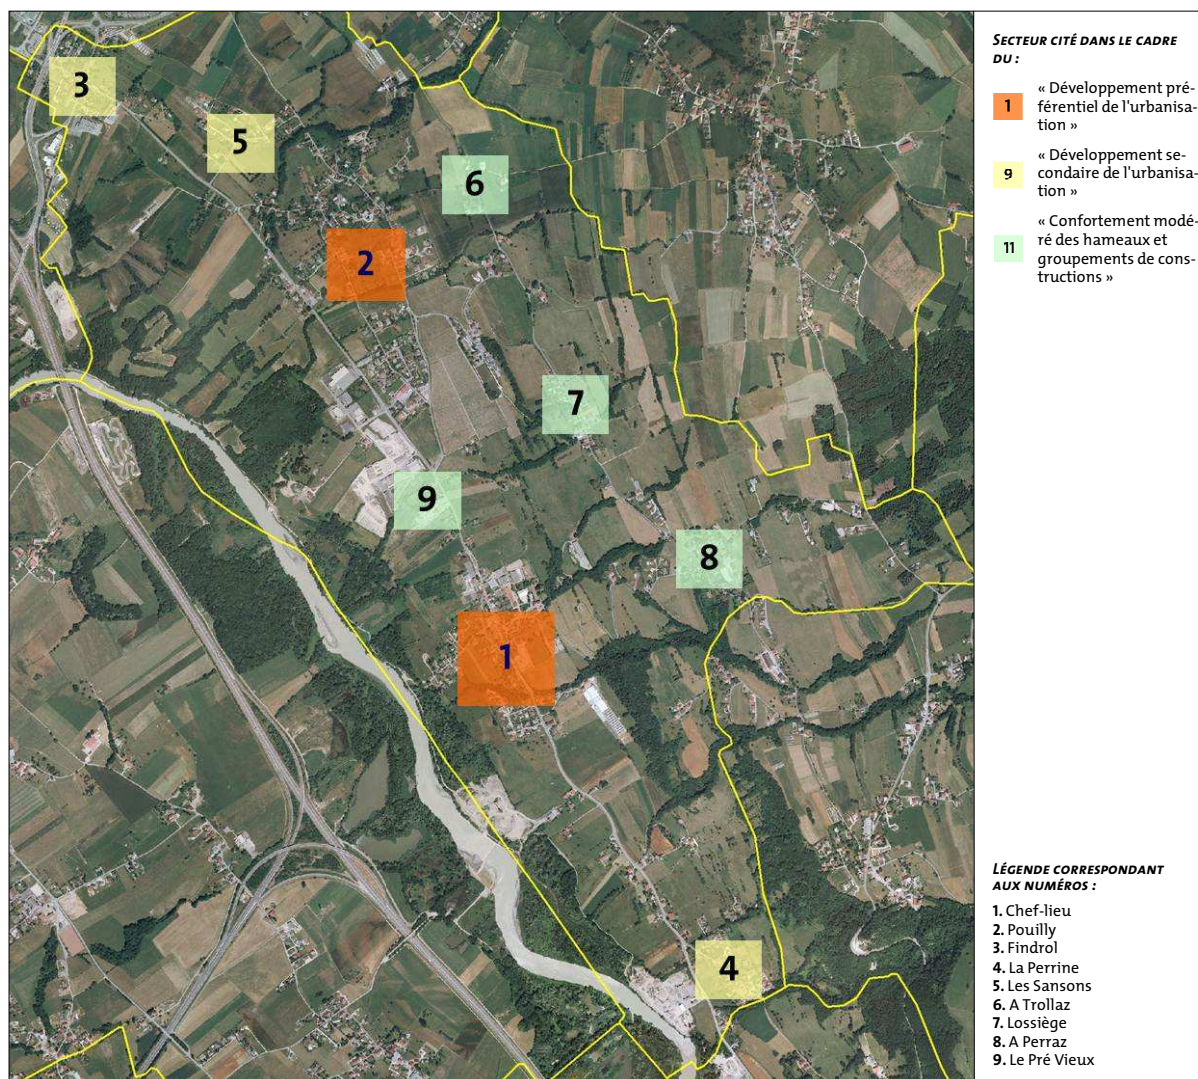 SECTEUR CITÉ DANS LE CADRE
DU :
1
« Développement pré-
férentiel de l'urbanisa-
tion »
9
« Développement se-
condaire de l'urbanisa-
tion »
11
« Confortement modé-
ré des hameaux et
groupements de cons-
tructions »
3
5
6
2
7
9
8
1
4
LÉGENDE CORRESPONDANT
AUX NUMÉROS :
1. Chef-lieu
2. Pouilly
3. Findrol
4. La Perrine
5. Les Sansons
6. A Trollaz
7. Lossiège
8. A Perraz
9. Le Pré Vieux